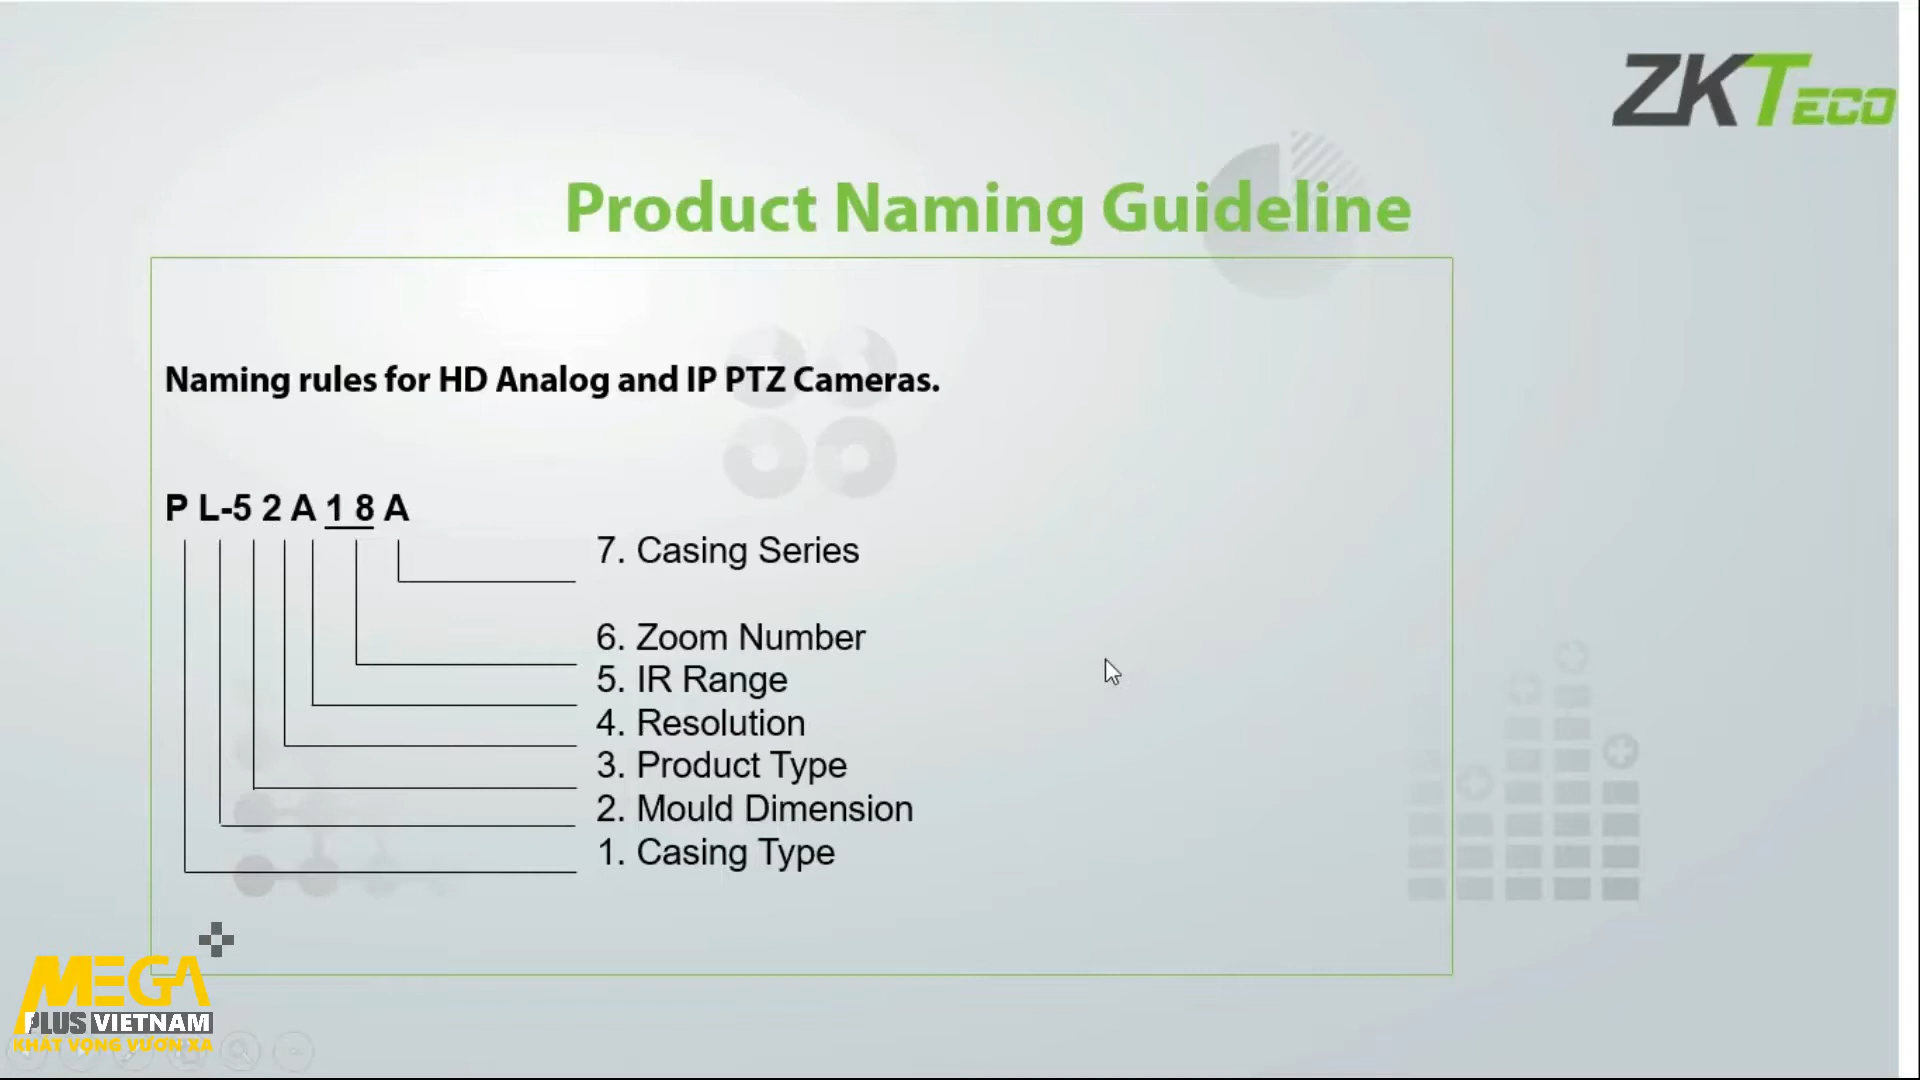 ZKTECO
Product Naming Guideline
Naming rules for HD Analog and IP PTZ Cameras.
P L-5 2 A 1 8 A
7. Casing Series
6. Zoom Number
5. IR Range
4. Resolution
3. Product Type
2. Mould Dimension
1. Casing Type
MEGA
PLUS VIETNAM
KHÁT VỌNG VƯƠN XA